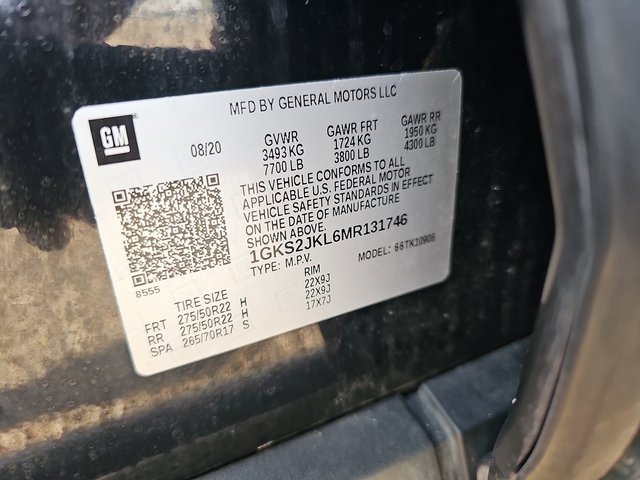 MFD BY GENERAL MOTORS LLC
GM
08/20
GVWR GAWR FRT GAWR RR
3493 KG 1724 KG 1950 KG
7700 LB 3800 LB 4300 LB
THIS VEHICLE CONFORMS TO ALL
APPLICABLE U.S. FEDERAL MOTOR
VEHICLE SAFETY STANDARDS IN EFFECT
ON THE DATE OF MANUFACTURE
SHOWN ABOVE.
1GKS2JKL6MR131746
TYPE: M.P.V. MODEL: 66TK10906
8555
TIRE SIZE RIM
FRT 275/50R22 H 22X9J
RR 275/50R22 H 22X9J
SPA 265/70R17 S 17X7J